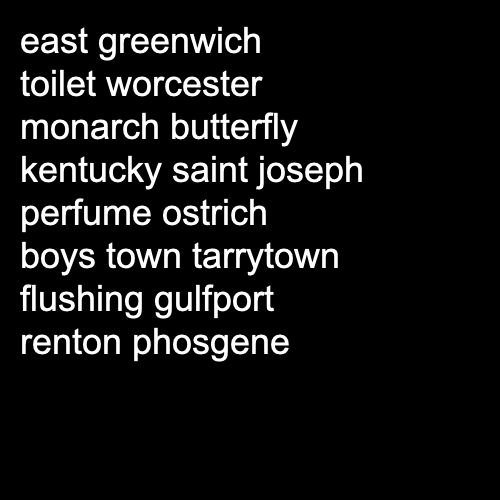 east greenwich
toilet worcester
monarch butterfly
kentucky saint joseph
perfume ostrich
boys town tarrytown
flushing gulfport
renton phosgene